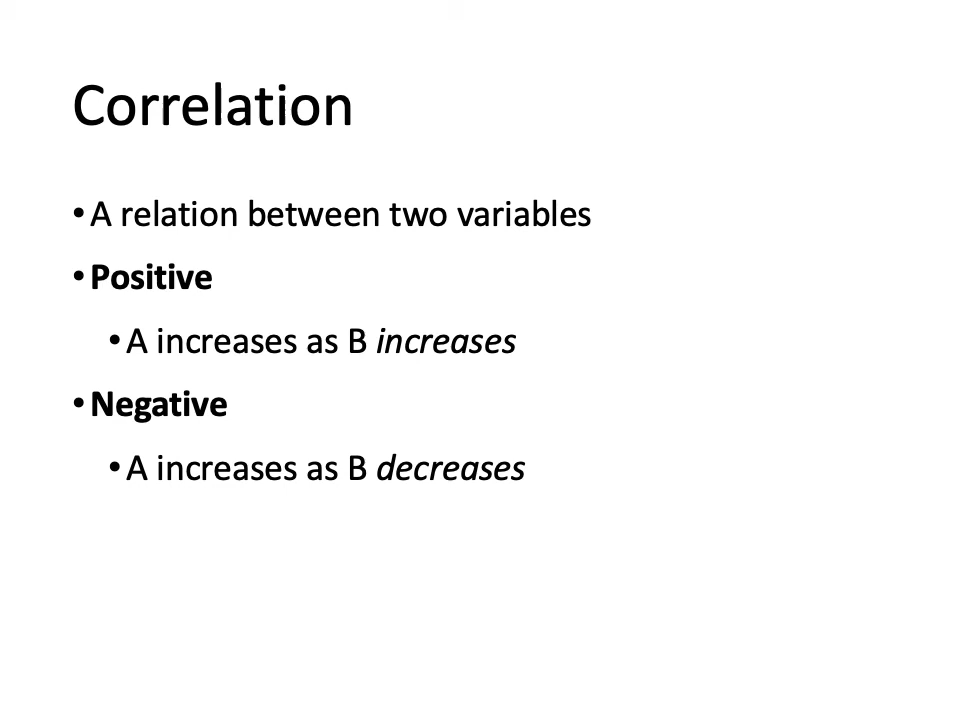 Correlation
•A relation between two variables
•Positive
•A increases as B increases
•Negative
•A increases as B decreases